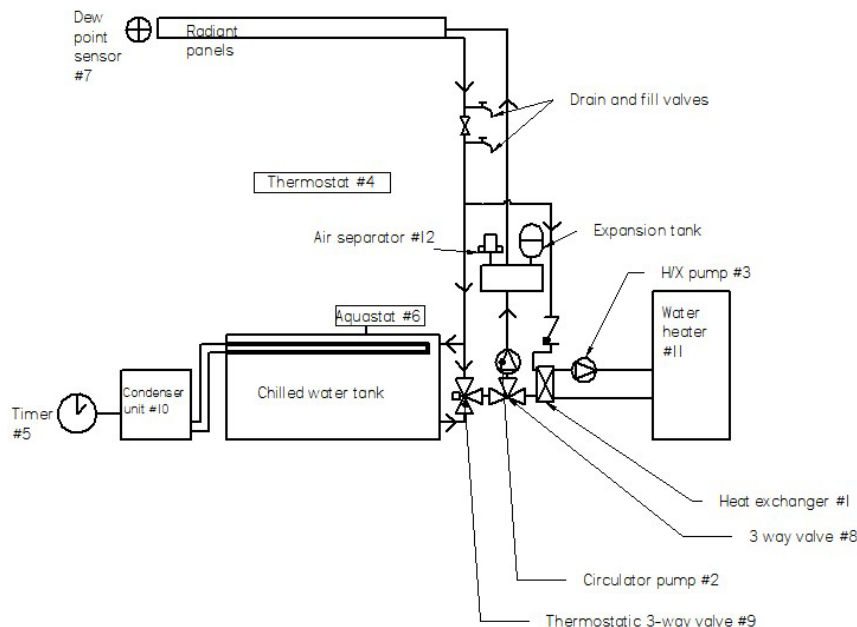 Dew
point
sensor
#7
Radiant
panels
Drain and fill valves
Thermostat #4
Air separator #12
Expansion tank
H/X pump #3
Aquastat #6
Water
heater
#11
Chilled water tank
Condenser
unit #10
Timer
#5
Heat exchanger #1
3 way valve #8
Circulator pump #2
Thermostatic 3-way valve #9